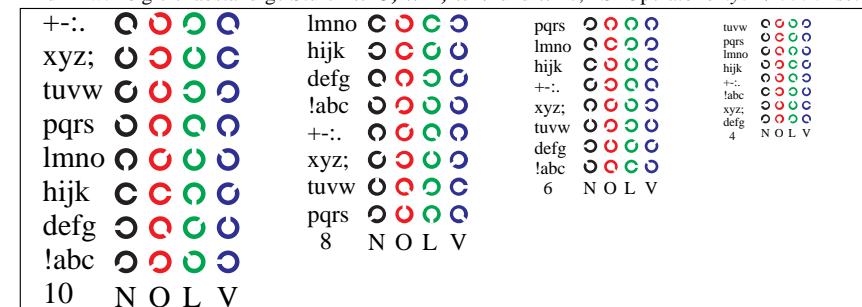 +-:.
xyz;
tuvw
pqrs
lmno
hijk
defg
!abc
10 N O L V
lmno
hijk
defg
!abc
+-:.
xyz;
tuvw
pqrs
8 N O L V
pqrs
lmno
hijk
+-:.
xyz;
tuvw
defg
!abc
6 N O L V
tuvw
pqrs
lmno
hijk
+-:.
!abc
xyz;
defg
4 N O L V